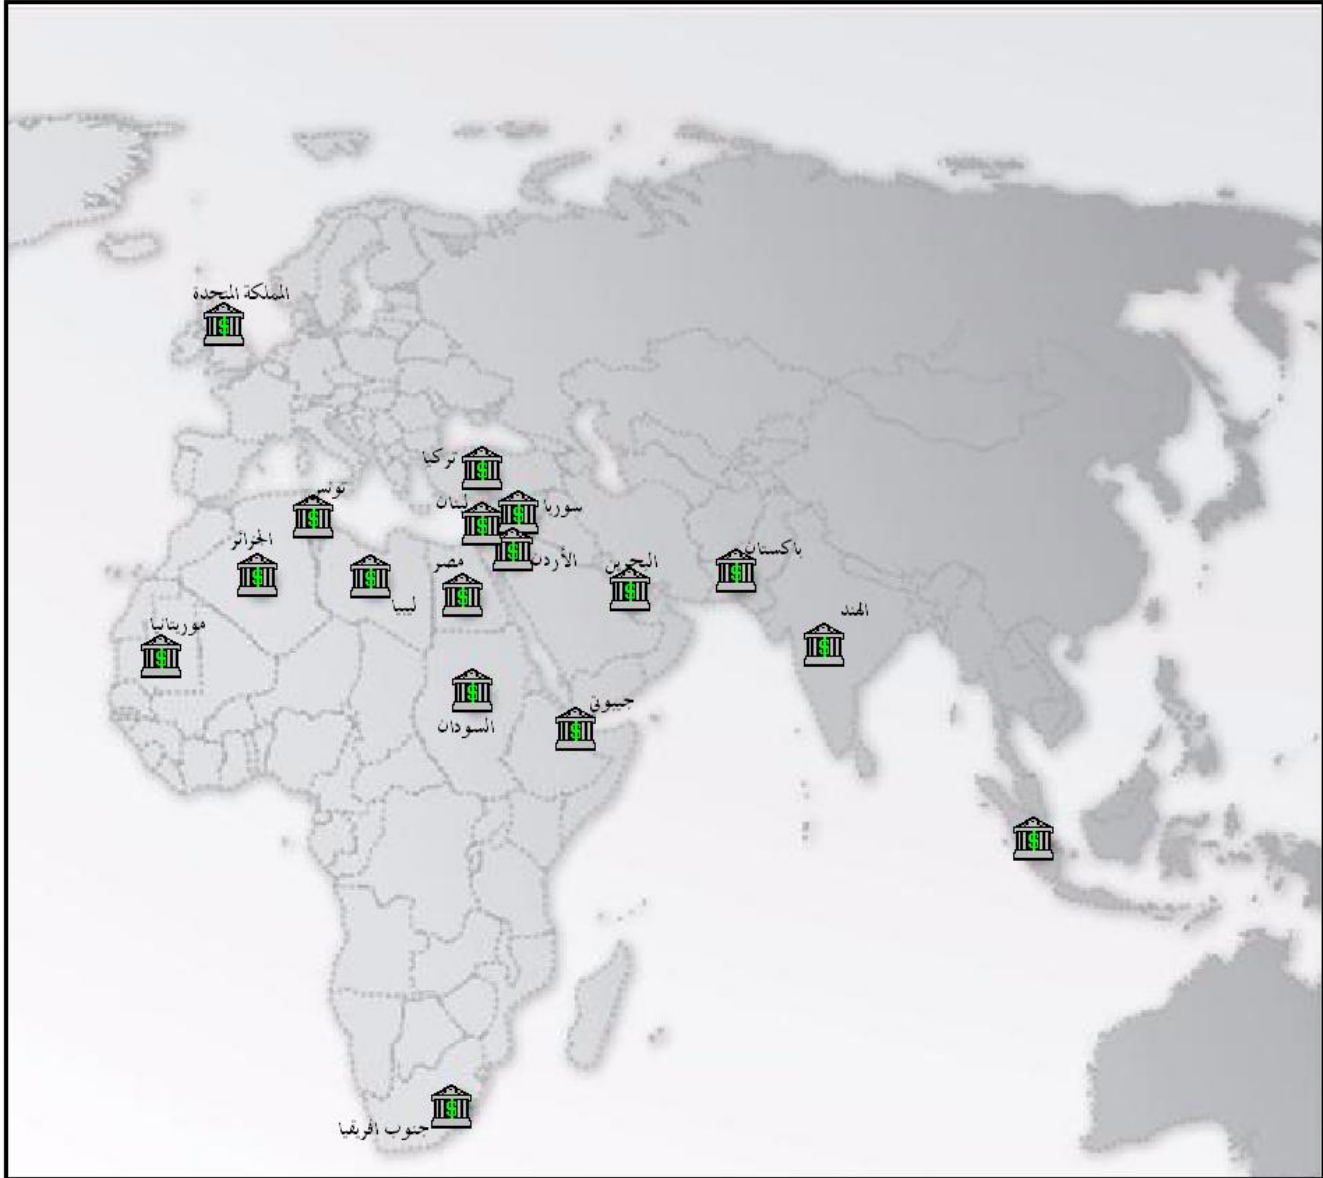 المملكة المتحدة
تركيا
تونس
لبنان
سوريا
الجزائر
مصر
الأردن
البحرين
باكستان
ليبيا
الهند
موريتانيا
جيبوتي
السودان
جنوب افريقيا